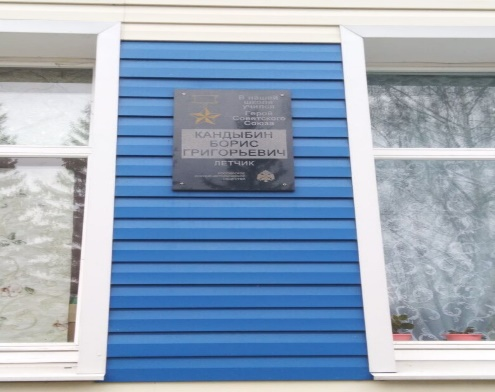 В нашей
школе
учился
Герой
Советского
Союза
КАНДЫБИН
БОРИС
ГРИГОРЬЕВИЧ
ЛЕТЧИК